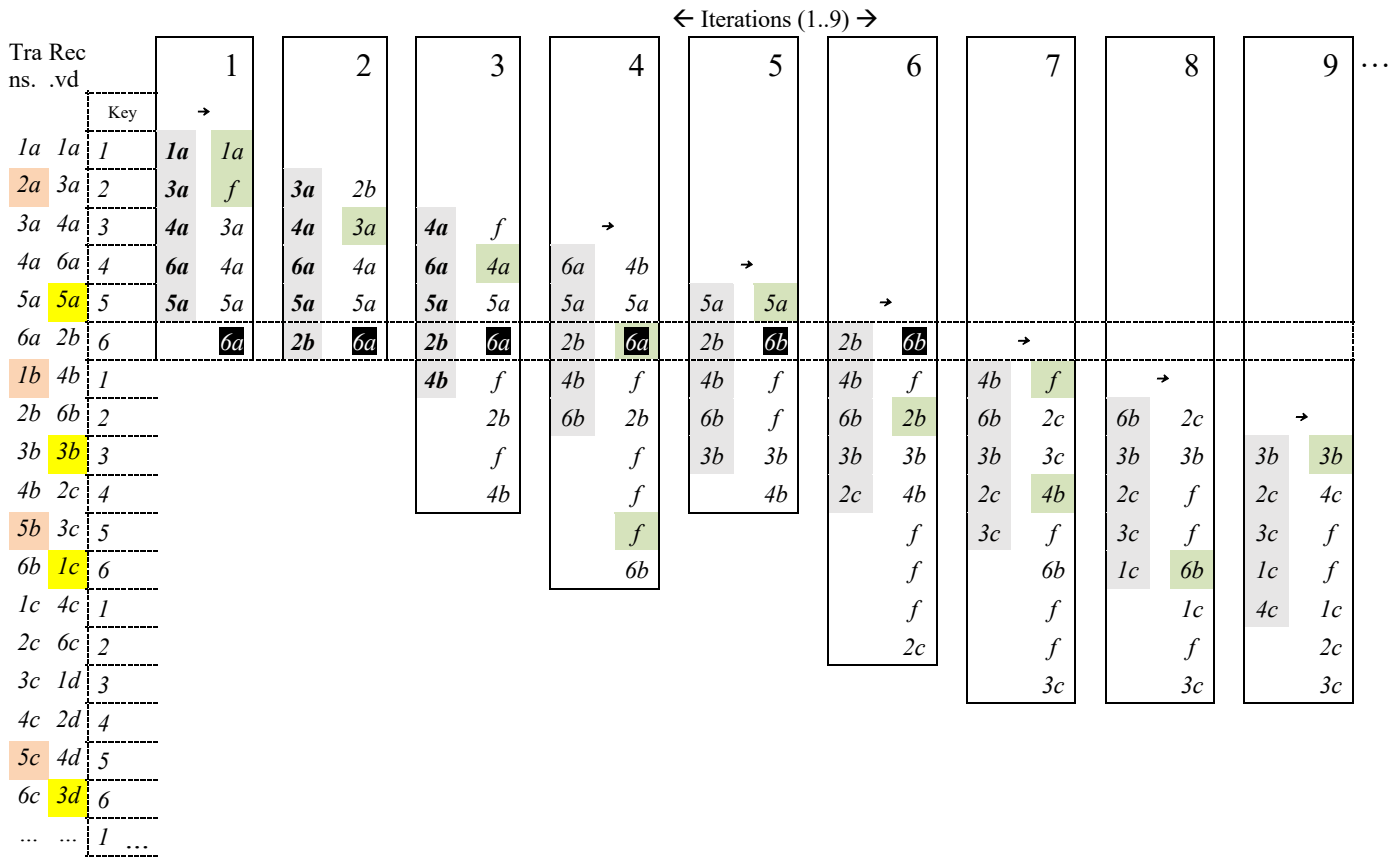 ← Iterations (1..9) →
Tra Rec 1 2 3 4 5 6 7 8 9 …
ns. .vd
Key →
1a 1a 1 1a 1a
2a 3a 2 3a f 3a 2b
3a 4a 3 4a 3a 4a 3a 4a f →
4a 6a 4 6a 4a 6a 4a 6a 4a 6a 4b →
5a 5a 5 5a 5a 5a 5a 5a 5a 5a 5a 5a 5a →
6a 2b 6 6a 2b 6a 2b 6a 2b 6a 2b 6b 2b 6b →
1b 4b 1 4b f 4b f 4b f 4b f 4b f →
2b 6b 2 2b 6b 2b 6b f 6b 2b 6b 2c 6b 2c →
3b 3b 3 f f 3b 3b 3b 3b 3b 3c 3b 3b 3b 3b
4b 2c 4 4b f 4b 2c 4b 2c 4b 2c f 2c 4c
5b 3c 5 f f 3c f 3c f 3c f
6b 1c 6 6b f 6b 1c 6b 1c f
1c 4c 1 f f 1c 4c 1c
2c 6c 2 2c f f 2c
3c 1d 3 3c 3c 3c
4c 2d 4
5c 4d 5
6c 3d 6
... ... 1 …